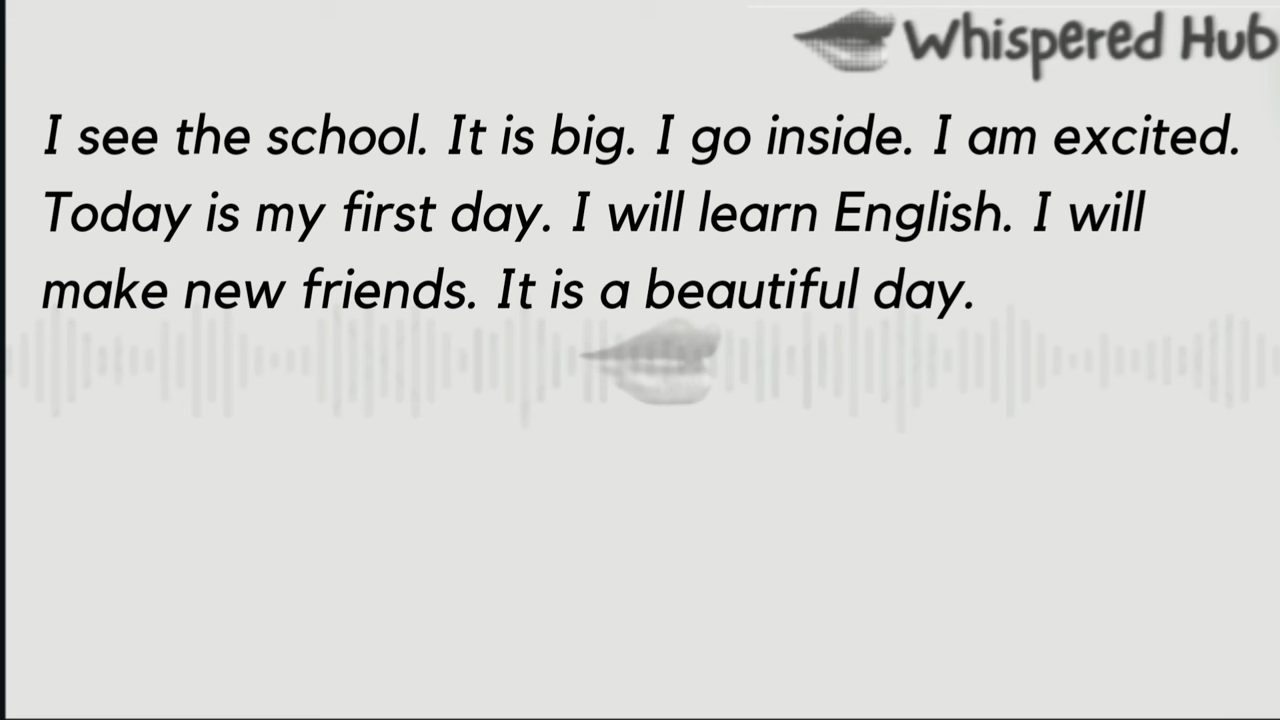 Whispered Hub
I see the school. It is big. I go inside. I am excited.
Today is my first day. I will learn English. I will
make new friends. It is a beautiful day.